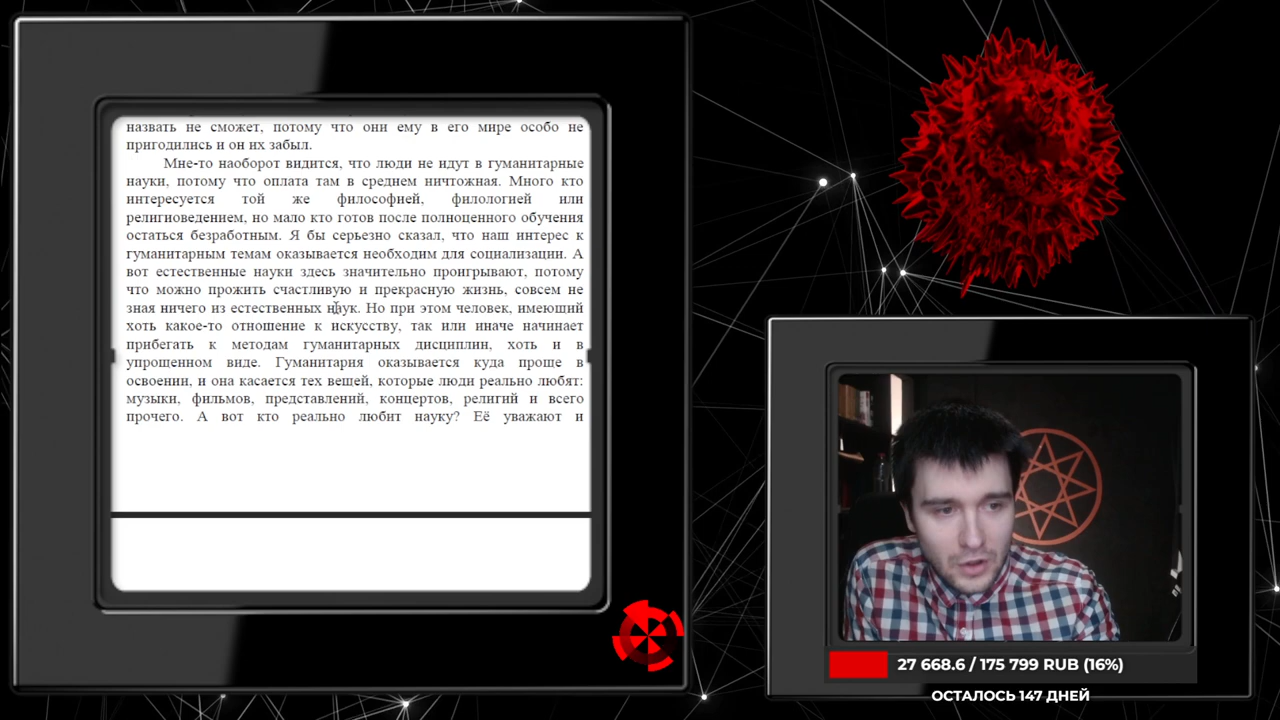 назвать не сможет, потому что они ему в его мире особо не
пригодились и он их забыл.
Мне-то наоборот видится, что люди не идут в гуманитарные
науки, потому что оплата там в среднем ничтожная. Много кто
интересуется той же философией, филологией или
религиоведением, но мало кто готов после полноценного обучения
остаться безработным. Я бы серьезно сказал, что наш интерес к
гуманитарным темам оказывается необходим для социализации. А
вот естественные науки здесь значительно проигрывают, потому
что можно прожить счастливую и прекрасную жизнь, совсем не
зная ничего из естественных наук. Но при этом человек, имеющий
хоть какое-то отношение к искусству, так или иначе начинает
прибегать к методам гуманитарных дисциплин, хоть и в
упрощенном виде. Гуманитария оказывается куда проще в
освоении, и она касается тех вещей, которые люди реально любят:
музыки, фильмов, представлений, концертов, религий и всего
прочего. А вот кто реально любит науку? Её уважают и
27 668.6 / 175 799 RUB (16%)
ОСТАЛОСЬ 147 ДНЕЙ